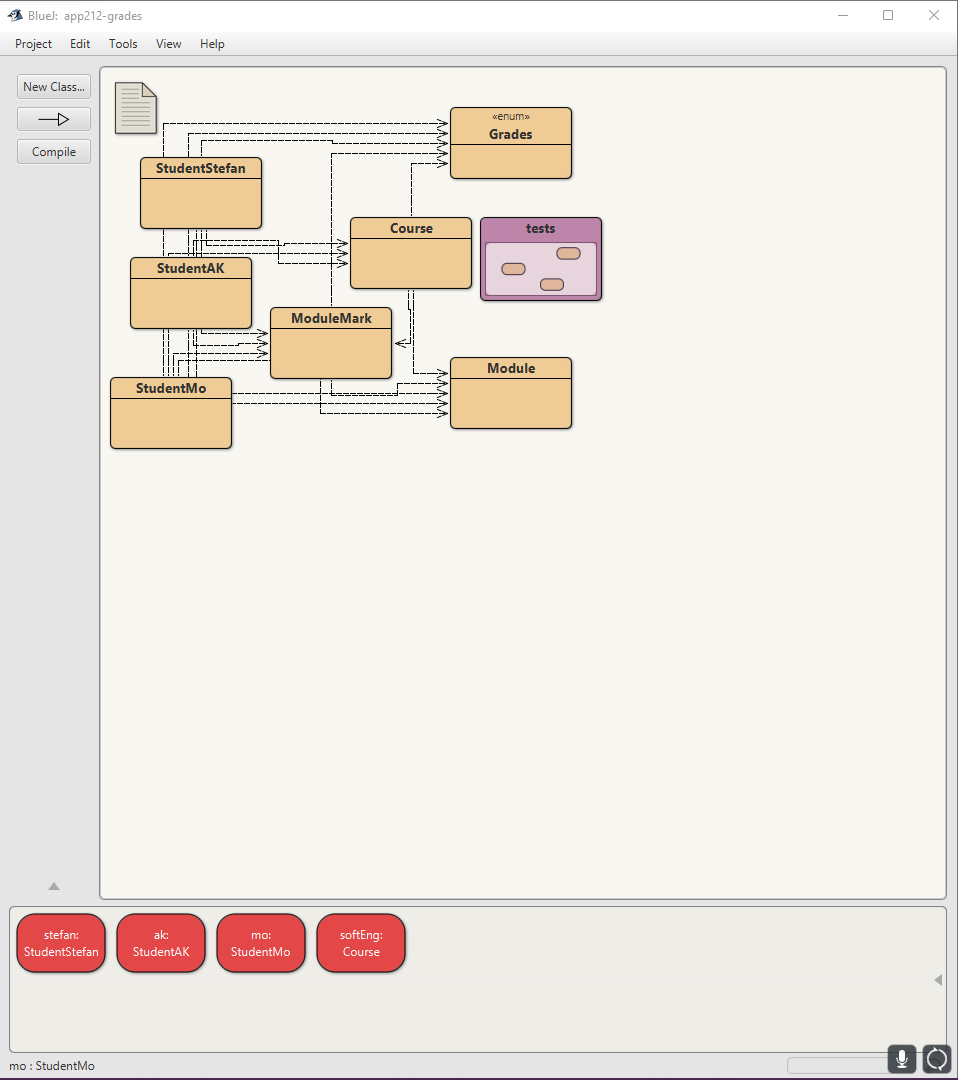 BlueJ: app212-grades
Project Edit Tools View Help
New Class...
Compile
«enum»
Grades
StudentStefan
Course
tests
StudentAK
ModuleMark
Module
StudentMo
stefan:
StudentStefan
ak:
StudentAK
mo:
StudentMo
softEng:
Course
mo : StudentMo